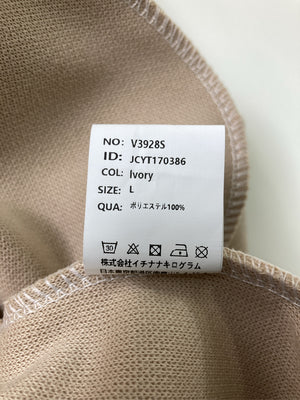 NO: V3928S
ID: JCYT170386
COL: Ivory
SIZE: L
QUA: ポリエステル100%
30
株式会社イチナナキログラム